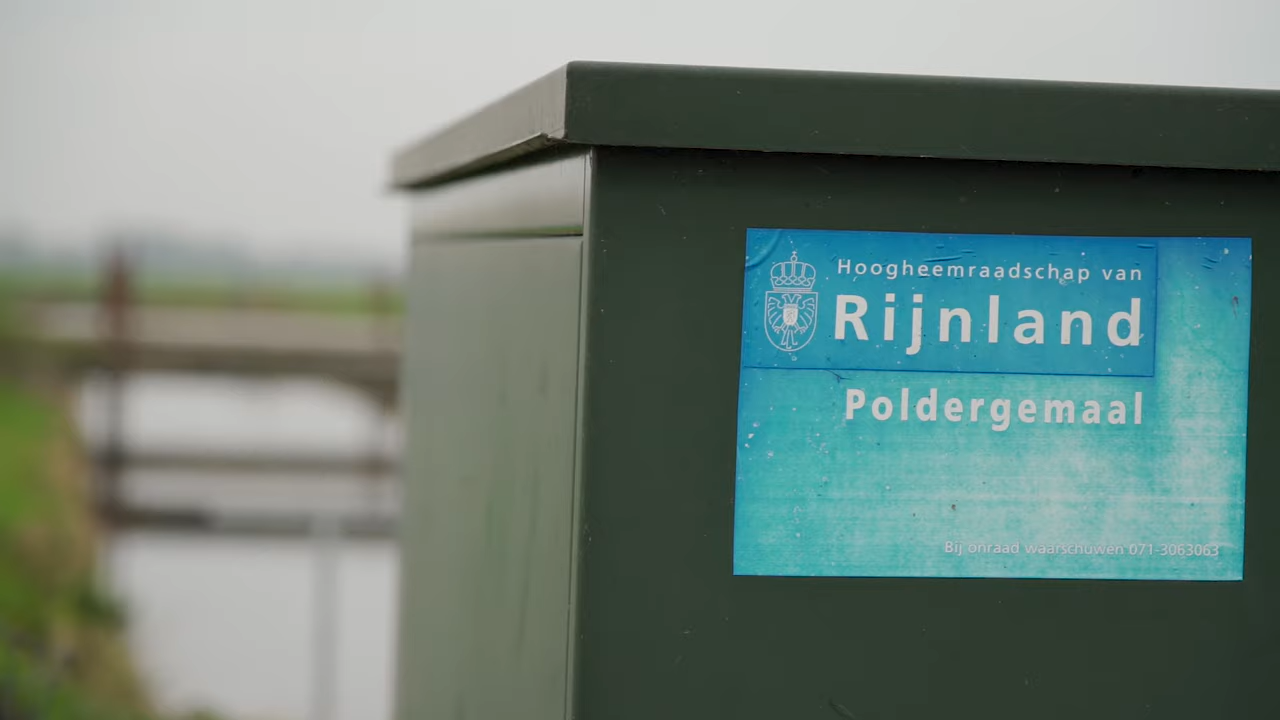 Hoogheemraadschap van
Rijnland
Poldergemaal
Bij onraad waarschuwen 071-3063063